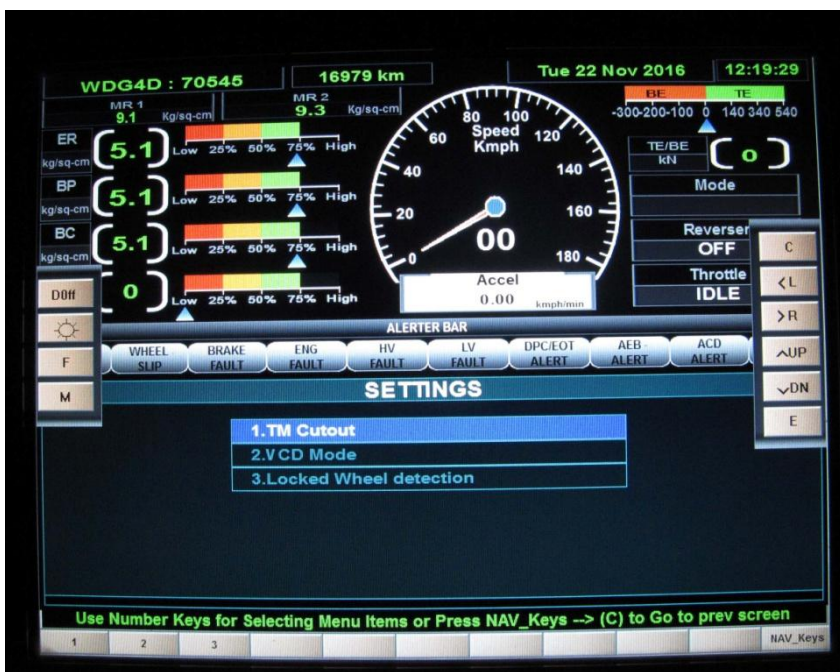 WDG4D : 70545
16979 km
Tue 22 Nov 2016
12:19:29
MR 1
9.1 Kg/sq-cm
MR 2
9.3 Kg/sq-cm
ER
kg/sq-cm
5.1
Low 25% 50% 75% High
BP
kg/sq-cm
5.1
Low 25% 50% 75% High
BC
kg/sq-cm
5.1
Low 25% 50% 75% High
0
Low 25% 50% 75% High
0 20 40 60 80 100 120 140 160 180
Speed
Kmph
00
Accel
0.00 kmph/min
BE TE
-300-200-100 0 140 340 540
TE/BE
kN
0
Mode
Reverser
OFF
Throttle
IDLE
DOff
F
M
C
<L
>R
UP
DN
E
ALERTER BAR
WHEEL
SLIP
BRAKE
FAULT
ENG
FAULT
HV
FAULT
LV
FAULT
DPC/EOT
ALERT
AEB
ALERT
ACD
ALERT
SETTINGS
1.TM Cutout
2.VCD Mode
3.Locked Wheel detection
Use Number Keys for Selecting Menu Items or Press NAV_Keys --> (C) to Go to prev screen
1 2 3 NAV_Keys